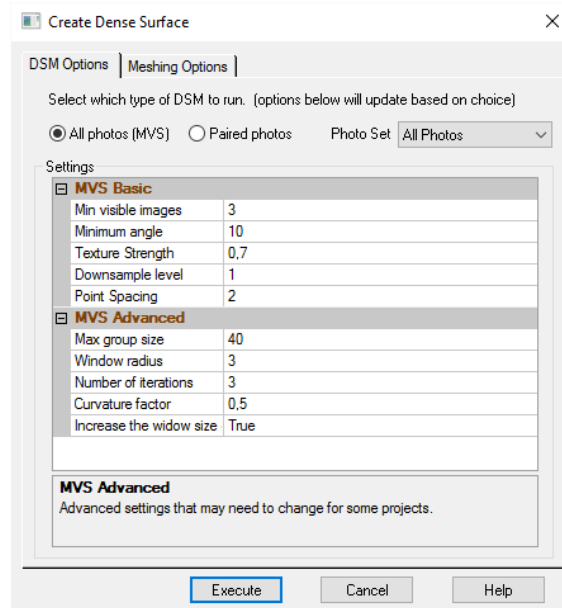 Create Dense Surface
DSM Options Meshing Options
Select which type of DSM to run. (options below will update based on choice)
All photos (MVS) Paired photos Photo Set All Photos
Settings
MVS Basic
Min visible images 3
Minimum angle 10
Texture Strength 0,7
Downsample level 1
Point Spacing 2
MVS Advanced
Max group size 40
Window radius 3
Number of iterations 3
Curvature factor 0,5
Increase the widow size True
MVS Advanced
Advanced settings that may need to change for some projects.
Execute Cancel Help